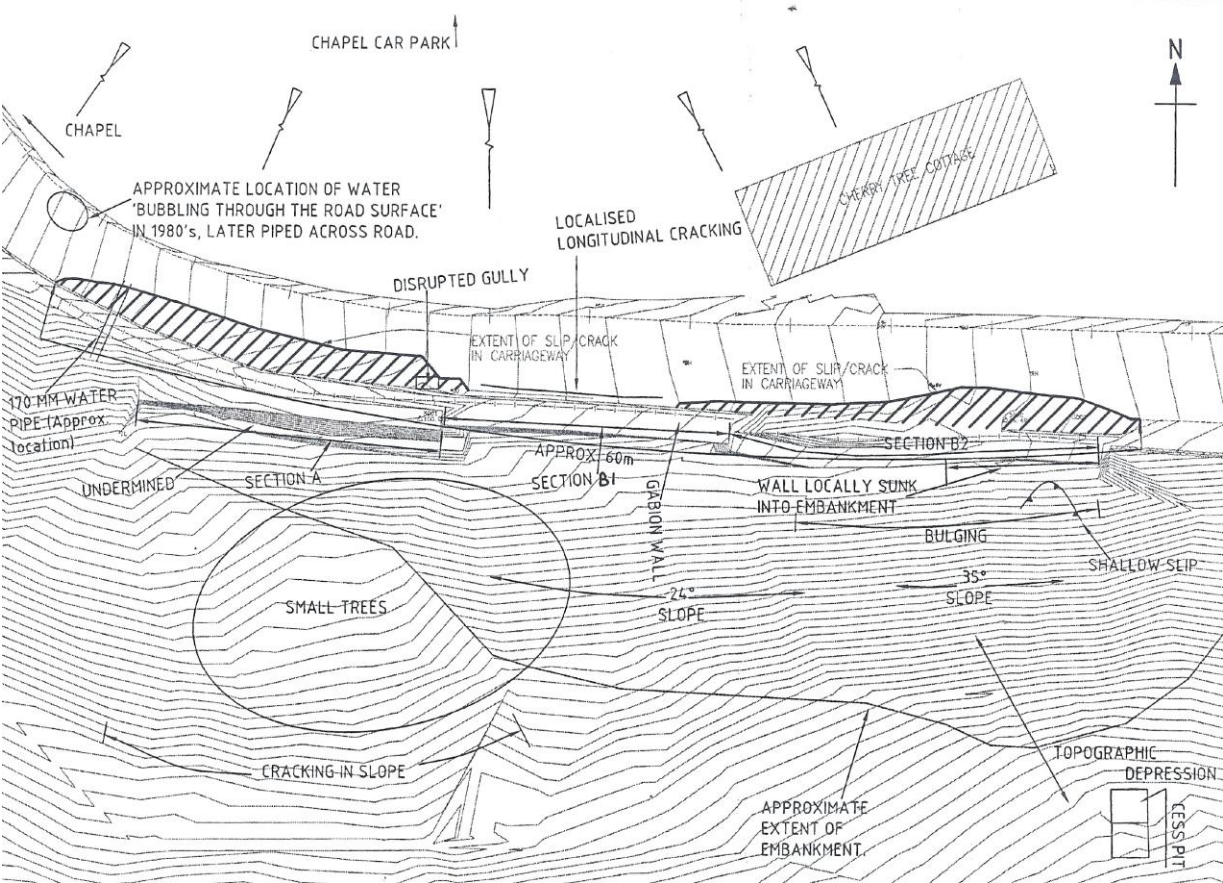 CHAPEL CAR PARK
N
CHAPEL
CHERRY TREE COTTAGE
APPROXIMATE LOCATION OF WATER
'BUBBLING THROUGH THE ROAD SURFACE'
IN 1980's, LATER PIPED ACROSS ROAD.
LOCALISED
LONGITUDINAL CRACKING
DISRUPTED GULLY
EXTENT OF SLIP/CRACK
IN CARRIAGEWAY
EXTENT OF SLIP/CRACK
IN CARRIAGEWAY
170 MM WATER
PIPE (Approx.
location)
UNDERMINED
SECTION A
APPROX. 60m
SECTION B1
GABION WALL
SECTION B2
WALL LOCALLY SUNK
INTO EMBANKMENT
BULGING
SHALLOW SLIP
SMALL TREES
24°
SLOPE
35°
SLOPE
CRACKING IN SLOPE
APPROXIMATE
EXTENT OF
EMBANKMENT.
TOPOGRAPHIC
DEPRESSION
CESSPIT